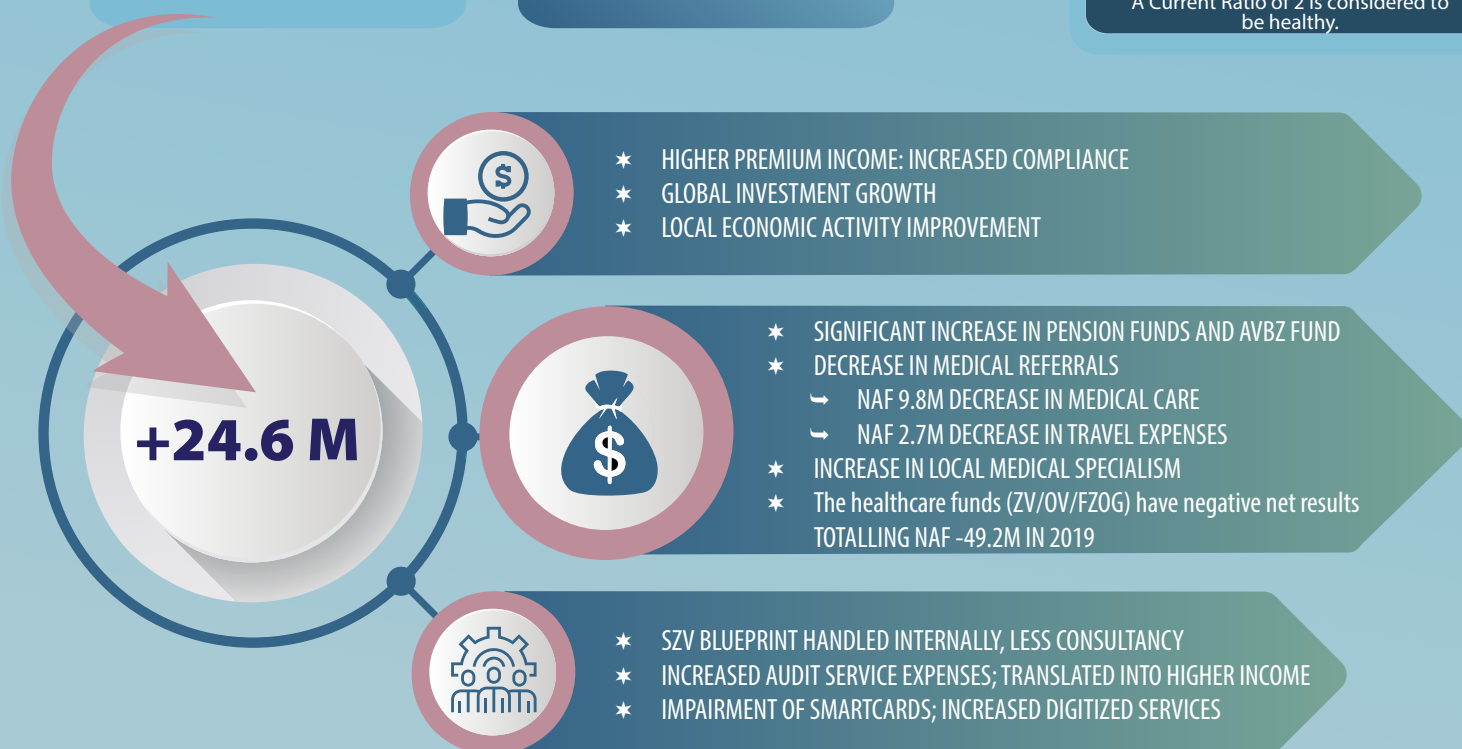 A Current Ratio of 2 is considered to
be healthy.
$
HIGHER PREMIUM INCOME: INCREASED COMPLIANCE
GLOBAL INVESTMENT GROWTH
LOCAL ECONOMIC ACTIVITY IMPROVEMENT
+24.6 M
$
SIGNIFICANT INCREASE IN PENSION FUNDS AND AVBZ FUND
DECREASE IN MEDICAL REFERRALS
NAF 9.8M DECREASE IN MEDICAL CARE
NAF 2.7M DECREASE IN TRAVEL EXPENSES
INCREASE IN LOCAL MEDICAL SPECIALISM
The healthcare funds (ZV/OV/FZOG) have negative net results
TOTALLING NAF -49.2M IN 2019
SZV BLUEPRINT HANDLED INTERNALLY, LESS CONSULTANCY
INCREASED AUDIT SERVICE EXPENSES; TRANSLATED INTO HIGHER INCOME
IMPAIRMENT OF SMARTCARDS; INCREASED DIGITIZED SERVICES